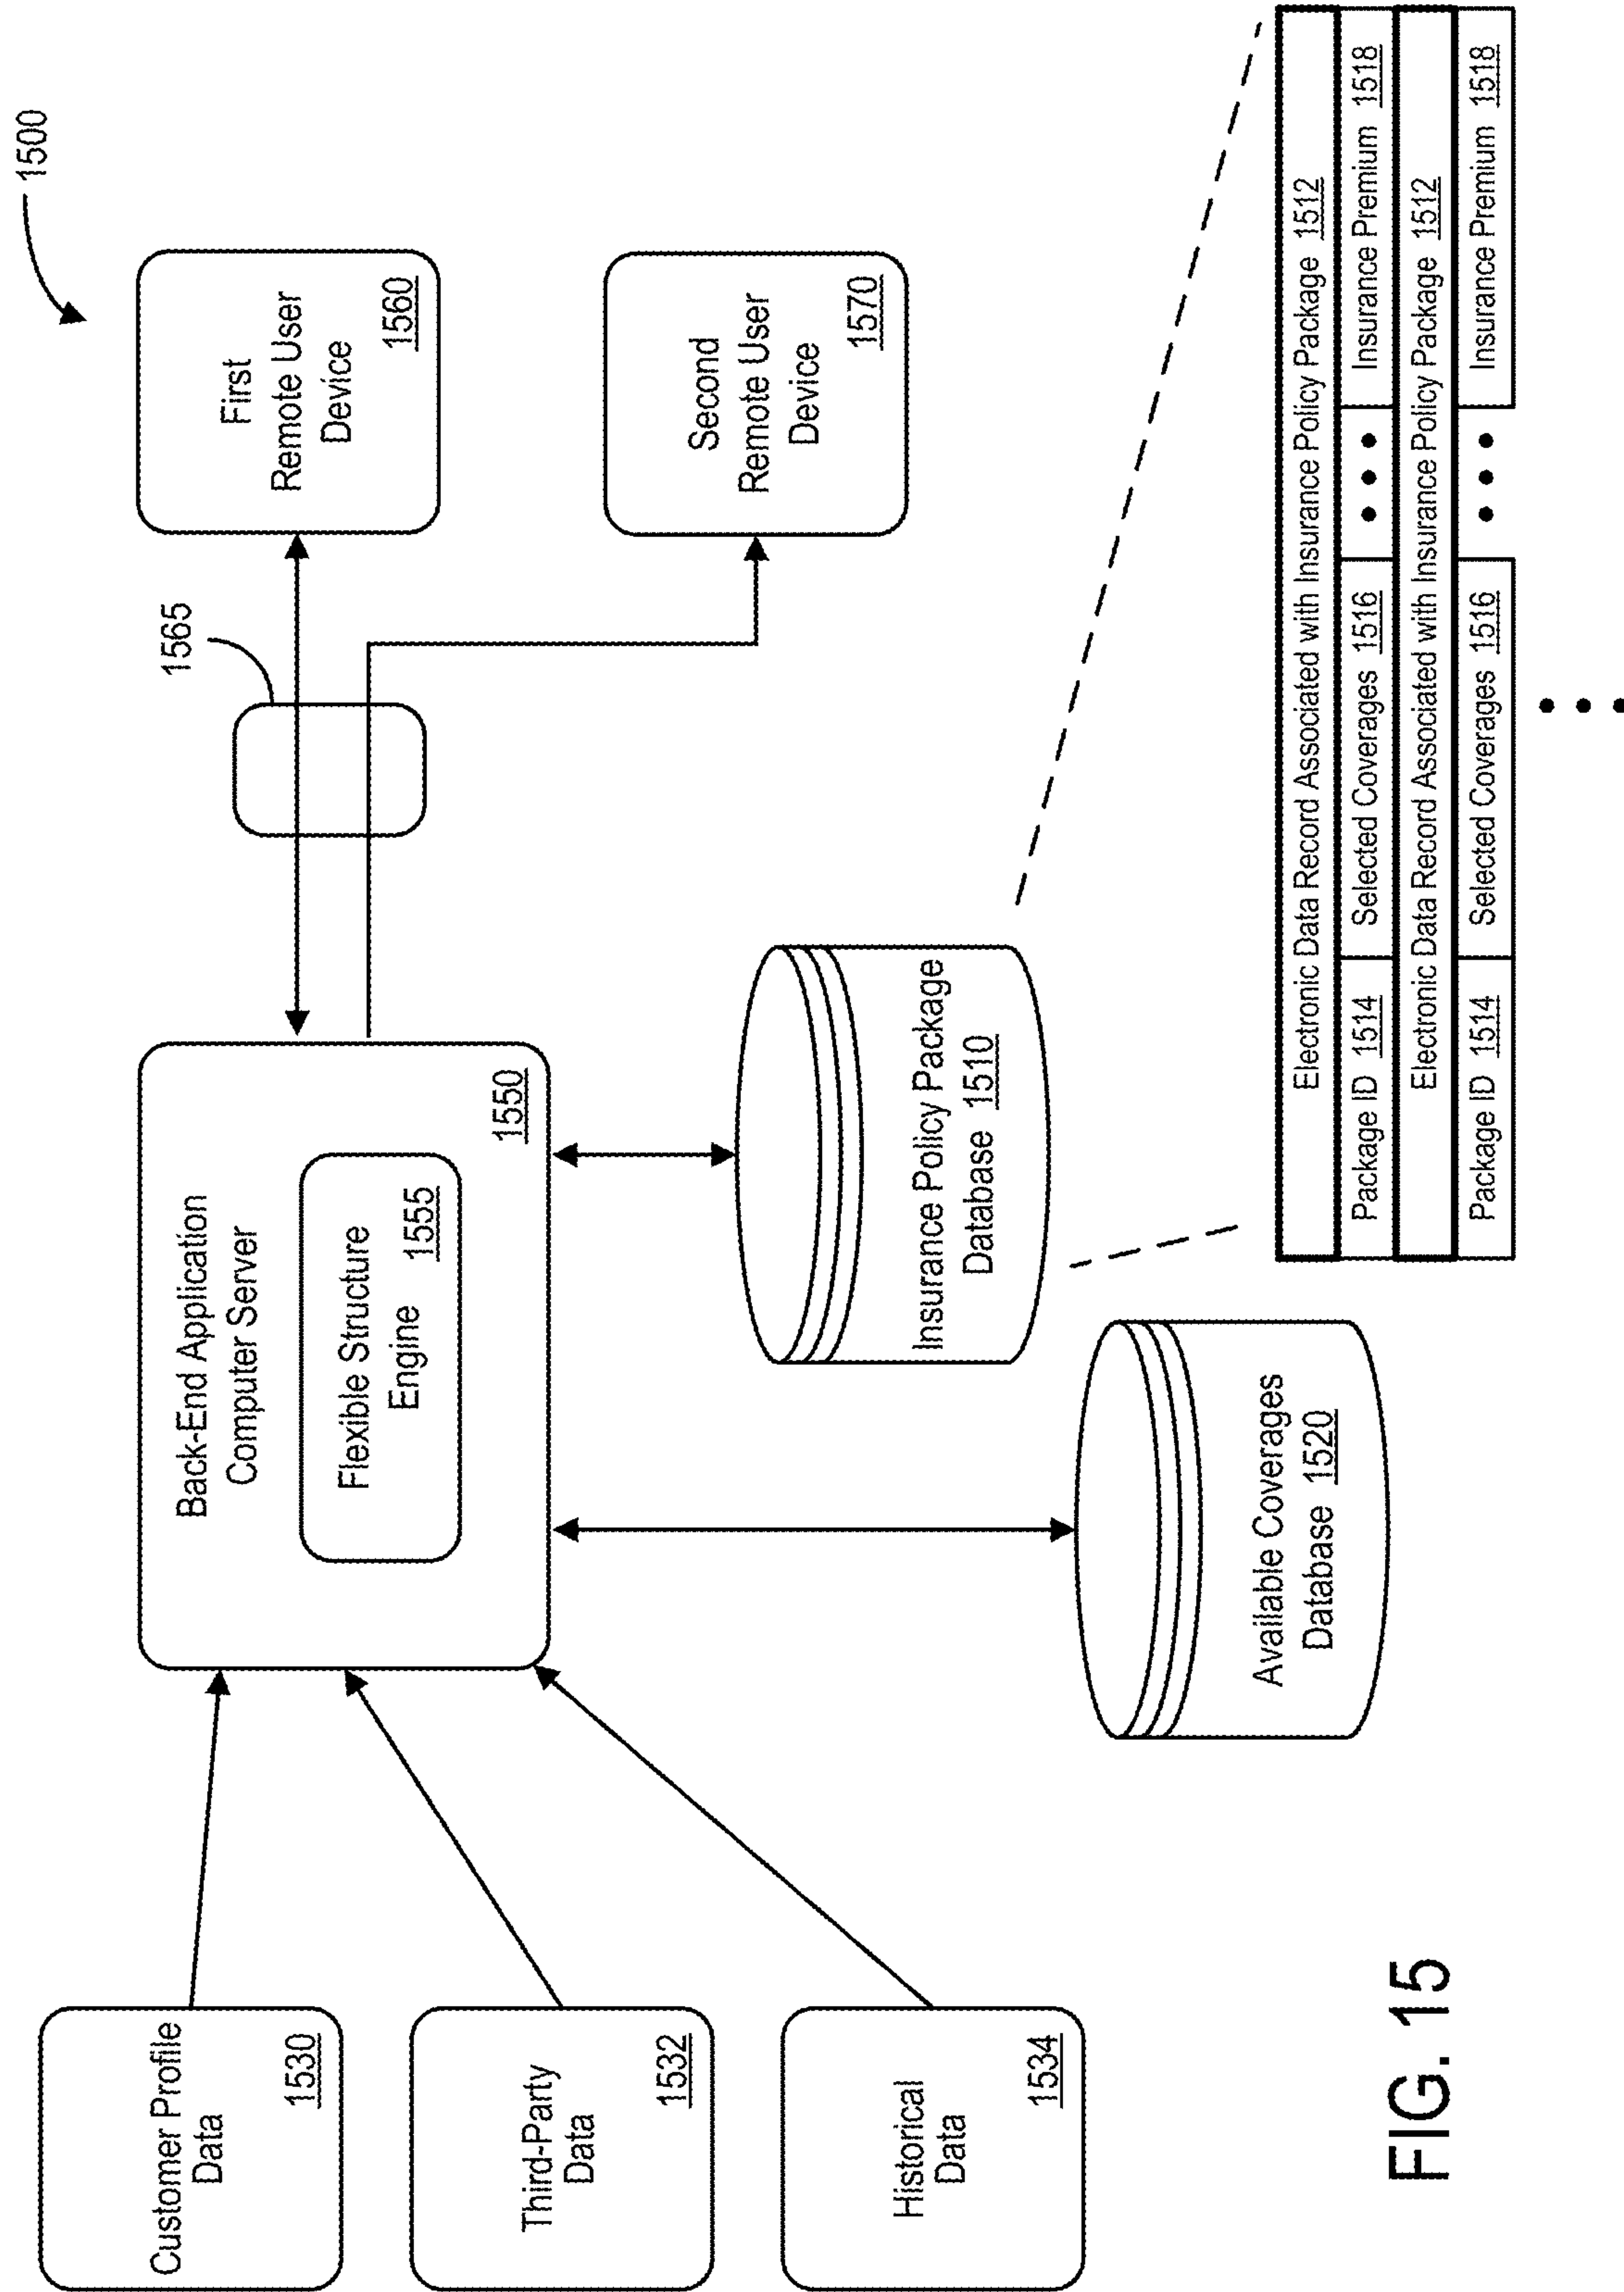 1500
Customer Profile
Data
1530
Third-Party
Data
1532
Historical
Data
1534
Back-End Application
Computer Server
Flexible Structure
Engine 1555
1550
1565
First
Remote User
Device
1560
Second
Remote User
Device
1570
Available Coverages
Database 1520
Insurance Policy Package
Database 1510
Electronic Data Record Associated with Insurance Policy Package 1512
Package ID 1514 Selected Coverages 1516 ••• Insurance Premium 1518
Electronic Data Record Associated with Insurance Policy Package 1512
Package ID 1514 Selected Coverages 1516 ••• Insurance Premium 1518
FIG. 15